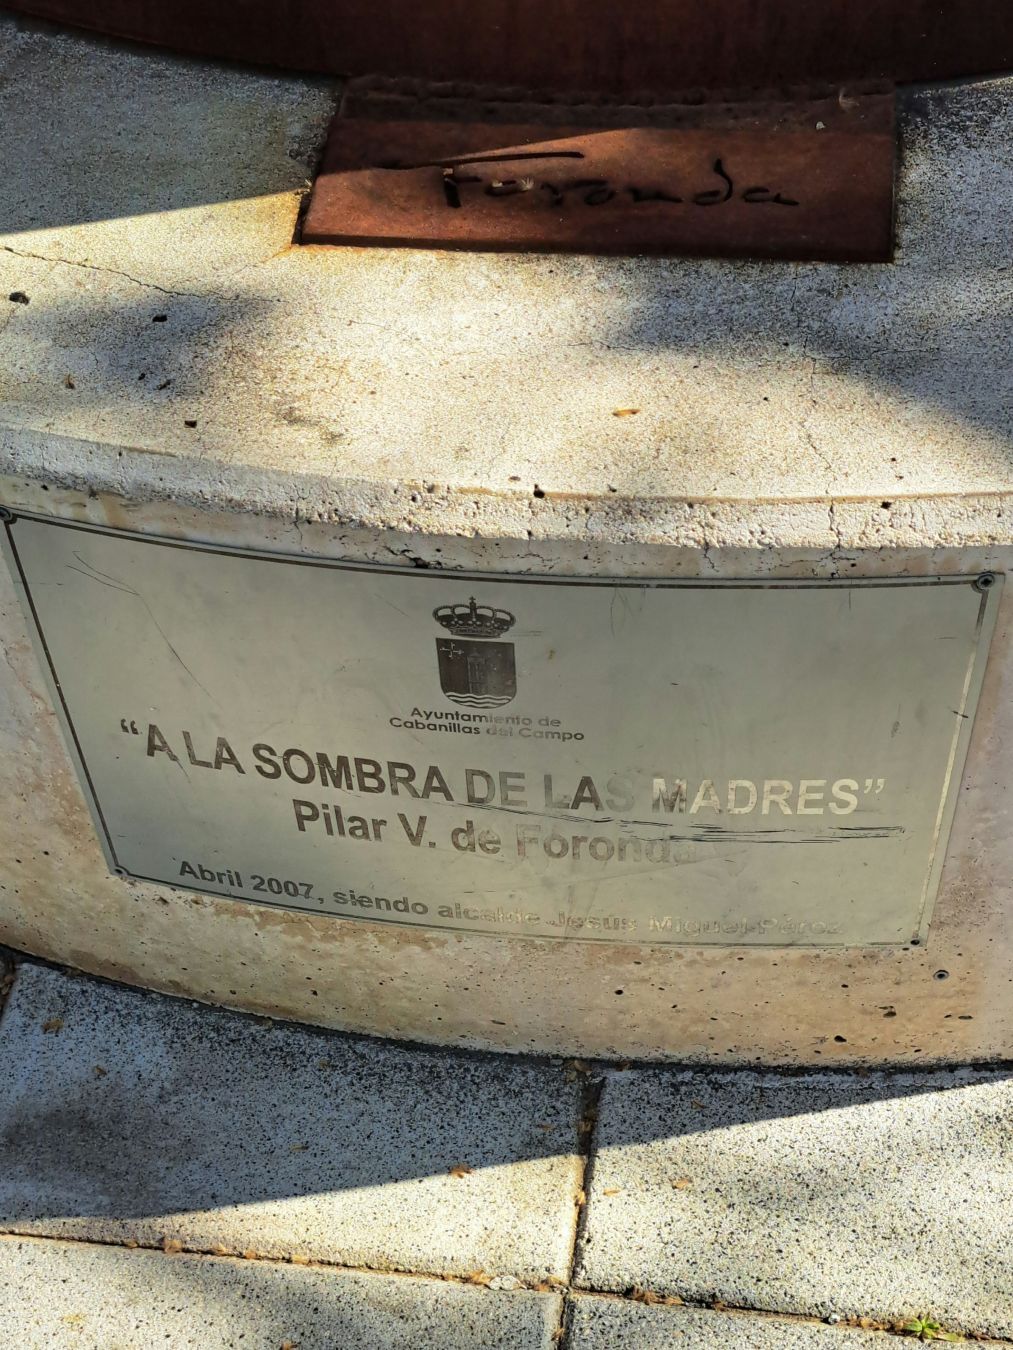 Foronda
Ayuntamiento de
Cabanillas del Campo
“A LA SOMBRA DE LAS MADRES”
Pilar V. de Foronda
Abril 2007, siendo alcalde Jesús Miguel Pérez